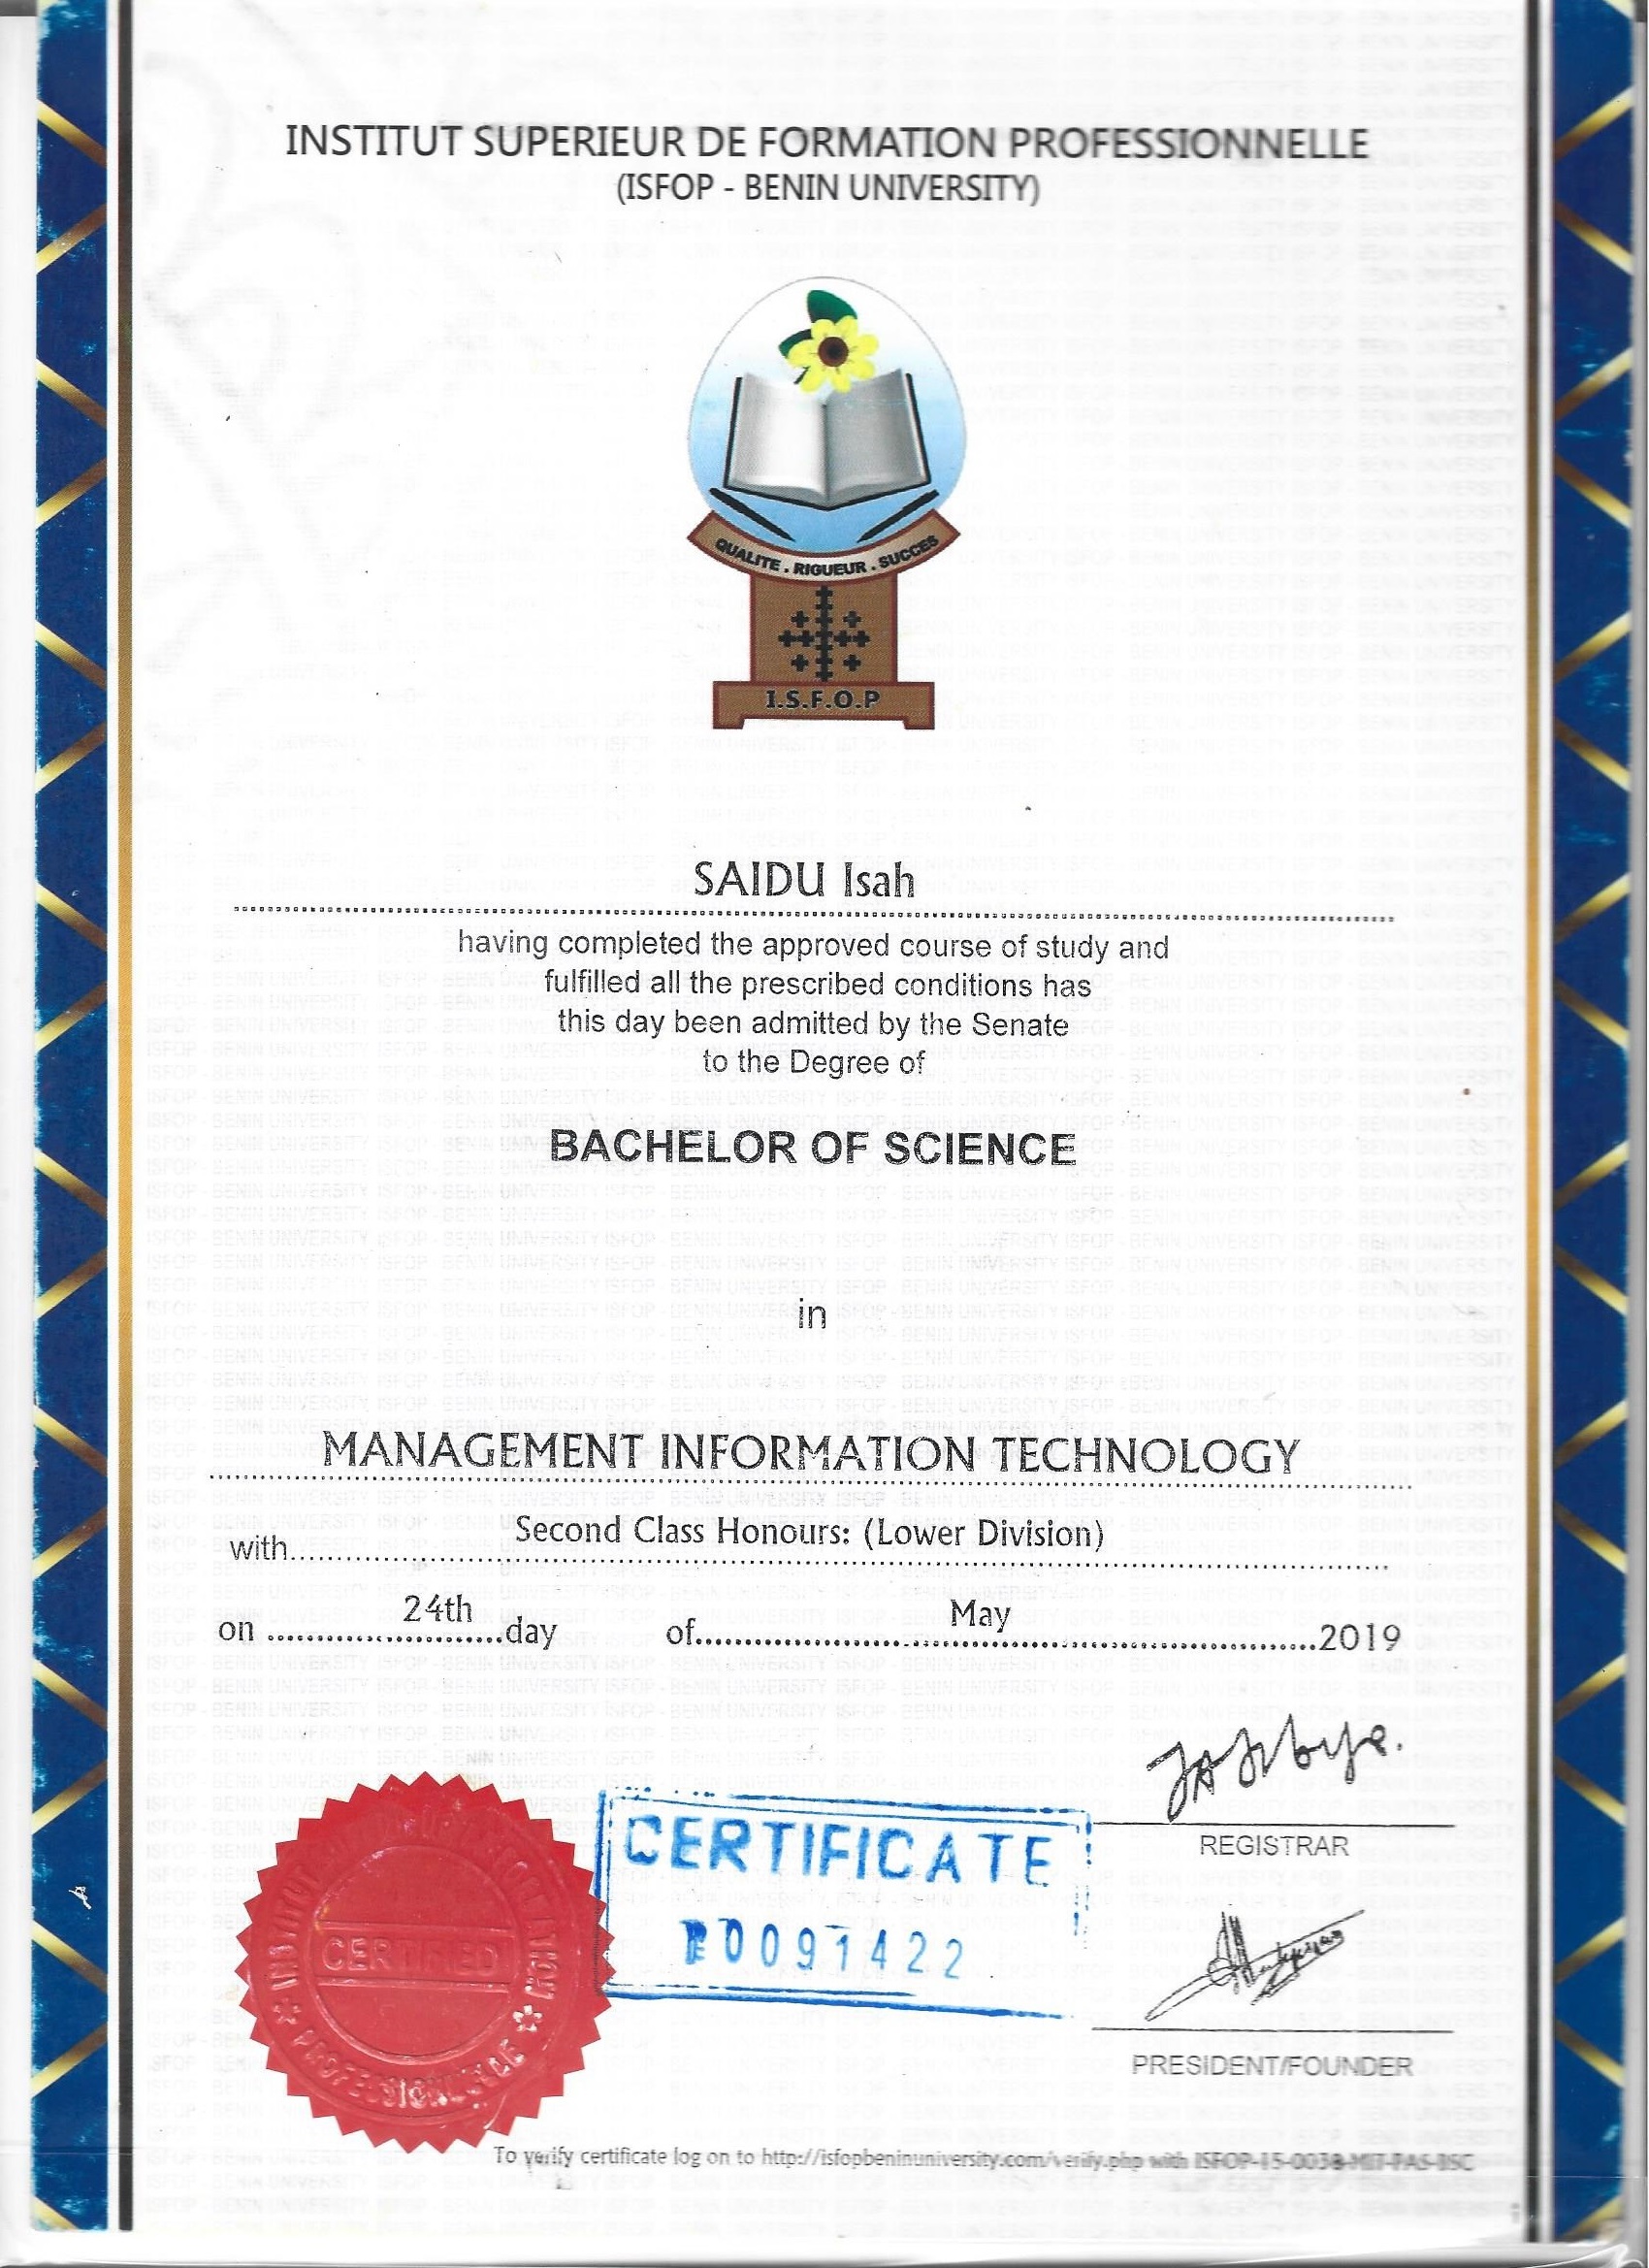 INSTITUT SUPERIEUR DE FORMATION PROFESSIONNELLE
(ISFOP - BENIN UNIVERSITY)
QUALITE . RIGUEUR . SUCCES
I.S.F.O.P
SAIDU Isah
having completed the approved course of study and
fulfilled all the prescribed conditions has
this day been admitted by the Senate
to the Degree of
BACHELOR OF SCIENCE
in
MANAGEMENT INFORMATION TECHNOLOGY
with Second Class Honours: (Lower Division)
on 24th day of May 2019
REGISTRAR
CERTIFICATE
0091422
CERTIFIED
PROFESSIONNELLE
PRESIDENT/FOUNDER
To verify certificate log on to http://isfopbeninuniversity.com/verify.php with ISFOP-15-0038-MIT-PAS-BSC